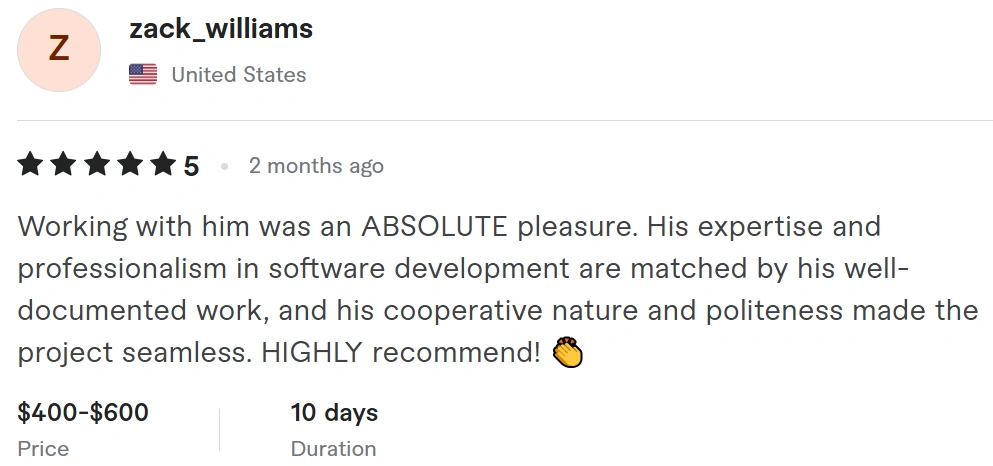 Z
zack_williams
United States
5 • 2 months ago
Working with him was an ABSOLUTE pleasure. His expertise and
professionalism in software development are matched by his well-
documented work, and his cooperative nature and politeness made the
project seamless. HIGHLY recommend! 👏
$400-$600
10 days
Price
Duration